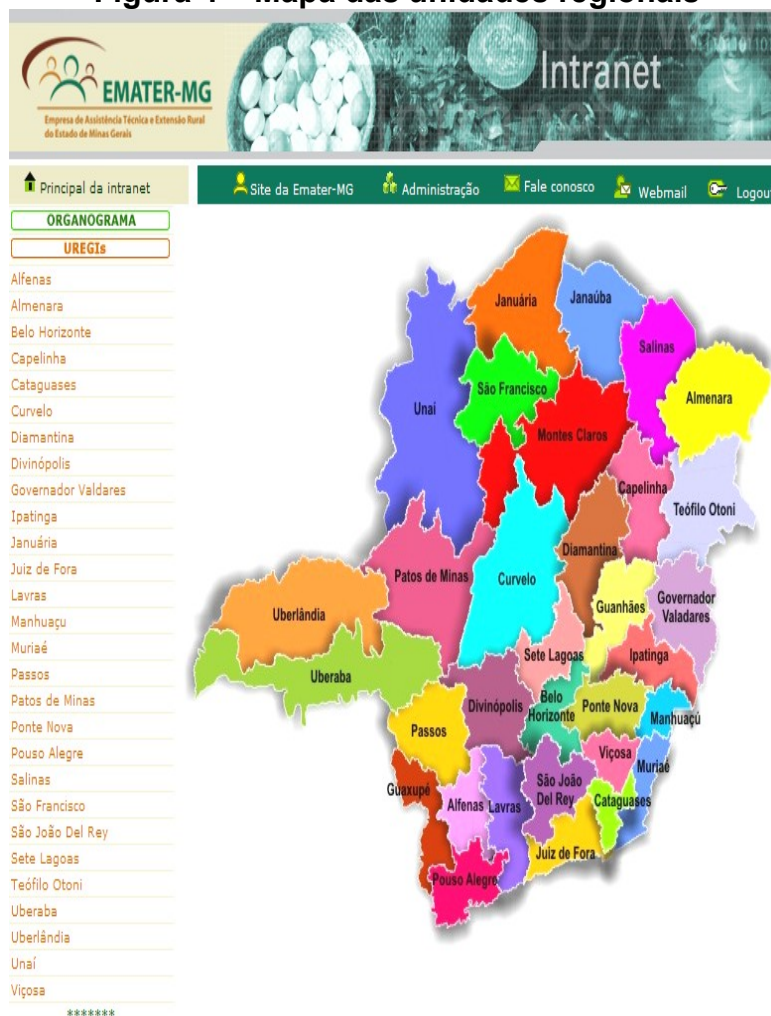 EMATER-MG
Empresa de Assistência Técnica e Extensão Rural
do Estado de Minas Gerais
Intranet
Principal da intranet
Site da Emater-MG
Administração
Fale conosco
Webmail
Logout
ORGANOGRAMA
UREGIs
Alfenas
Almenara
Belo Horizonte
Capelinha
Cataguases
Curvelo
Diamantina
Divinópolis
Governador Valdares
Ipatinga
Januária
Juiz de Fora
Lavras
Manhuaçu
Muriaé
Passos
Patos de Minas
Ponte Nova
Pouso Alegre
Salinas
São Francisco
São João Del Rey
Sete Lagoas
Teófilo Otoni
Uberaba
Uberlândia
Unaí
Viçosa
*******
Januária
Janaúba
Salinas
São Francisco
Almenara
Unaí
Montes Claros
Capelinha
Teófilo Otoni
Diamantina
Patos de Minas
Curvelo
Guanhães
Governador
Valadares
Uberlândia
Sete Lagoas
Ipatinga
Uberaba
Belo
Horizonte
Divinópolis
Ponte Nova
Manhuaçú
Passos
Viçosa
Muriaé
Guaxupé
São João
Del Rey
Alfenas
Lavras
Cataguases
Juiz de Fora
Pouso Alegre